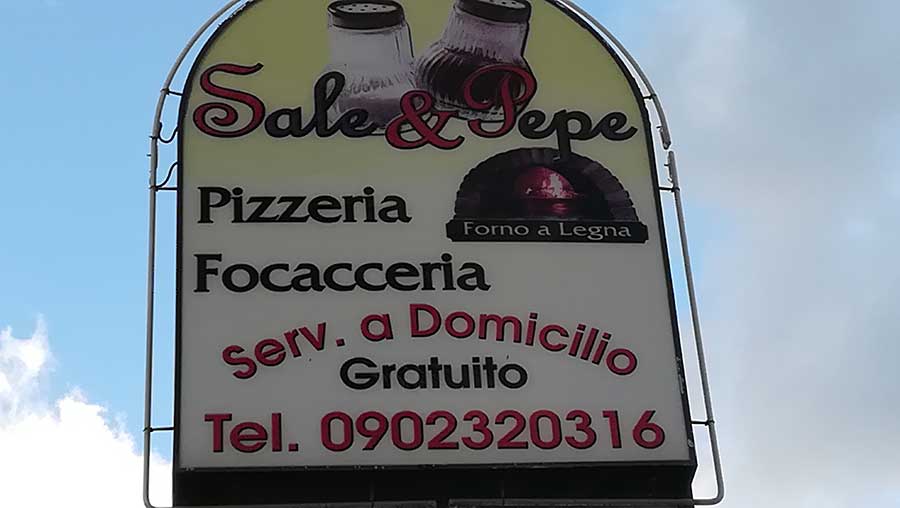 Sale & Pepe
Pizzeria
Forno a Legna
Focacceria
Serv. a Domicilio
Gratuito
Tel. 0902320316